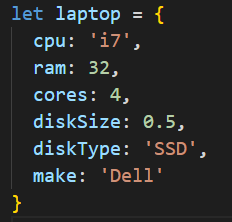 let laptop = {
  cpu: 'i7',
  ram: 32,
  cores: 4,
  diskSize: 0.5,
  diskType: 'SSD',
  make: 'Dell'
}